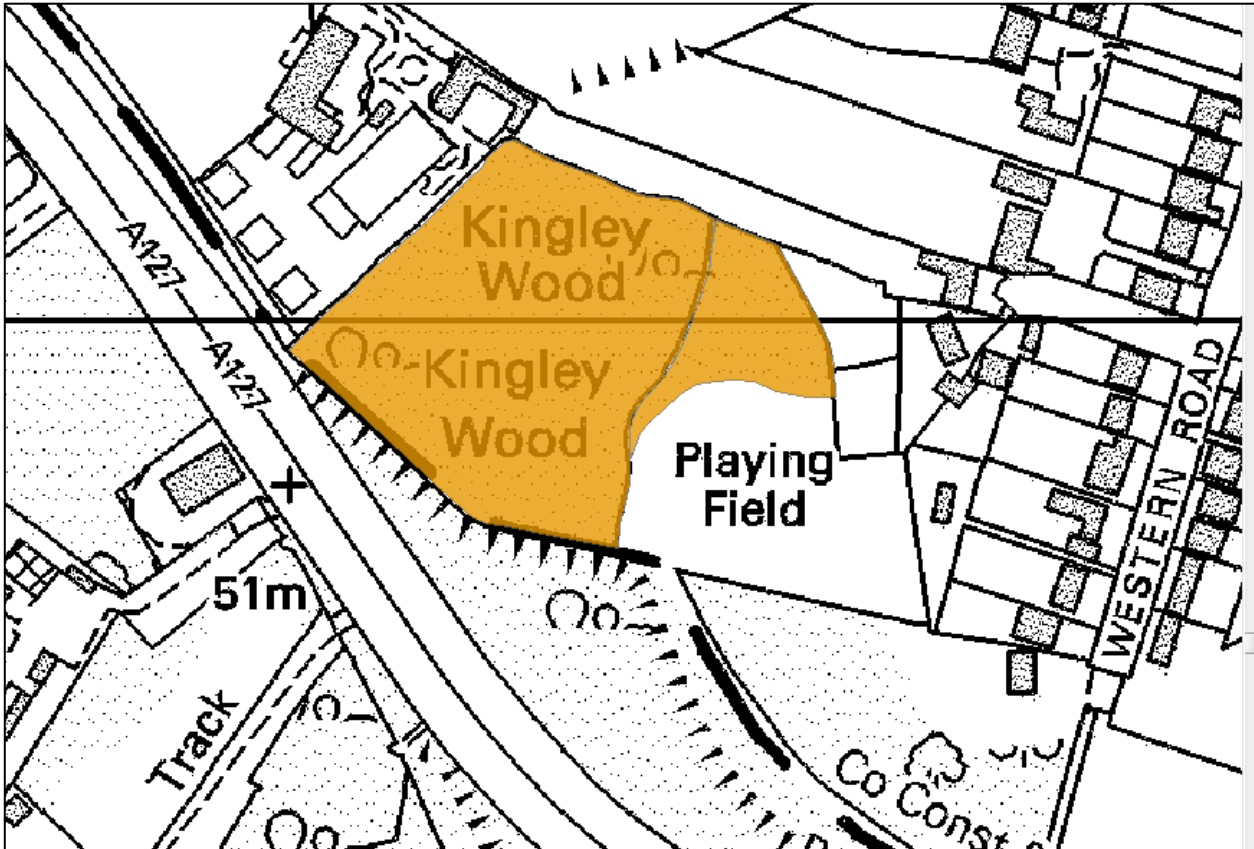 A127
Kingley
Wood
A127
Kingley
Wood
Playing
Field
WESTERN ROAD
51m
Track
Co Const